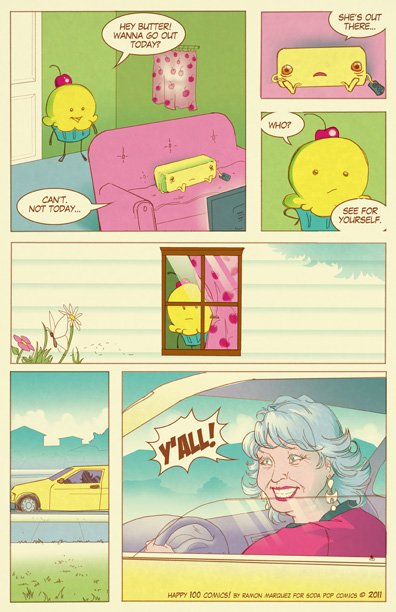 HEY BUTTER!
WANNA GO OUT
TODAY?
CAN'T.
NOT TODAY...
SHE'S OUT
THERE...
WHO?
SEE FOR
YOURSELF.
Y'ALL!
HAPPY 100 COMICS! BY RAMON MARQUEZ FOR SODA POP COMICS © 2011